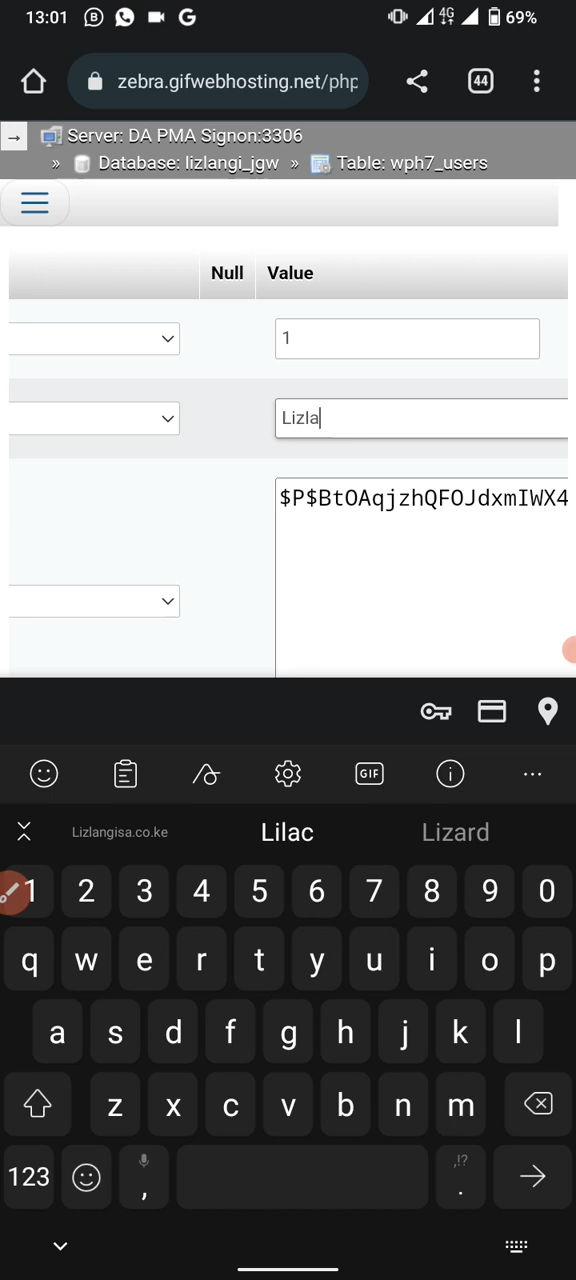 13:01 4G 69%
zebra.gifwebhosting.net/php 44
→ Server: DA PMA Signon:3306
» Database: lizlangi_jgw » Table: wph7_users
Null Value
1
Lizla
$P$BtOAqjzhQFOJdxmIWX4
GIF
Lizlangisa.co.ke Lilac Lizard
1 2 3 4 5 6 7 8 9 0
q w e r t y u i o p
a s d f g h j k l
z x c v b n m
123 , ,!? .